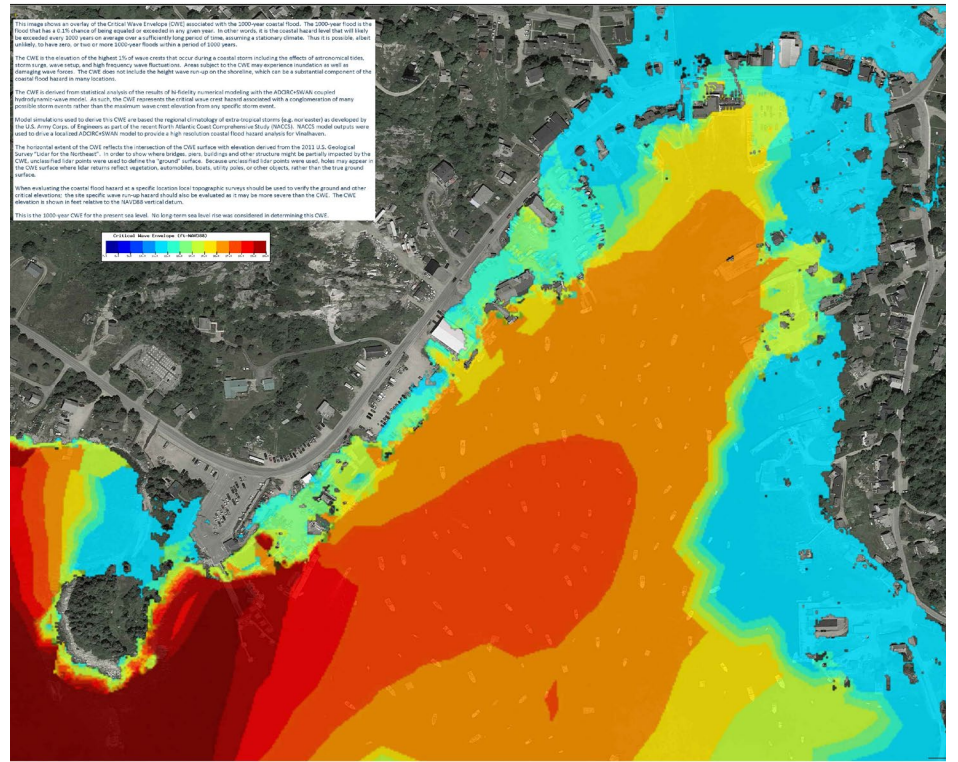 This image shows an overlay of the Critical Wave Envelope (CWE) associated with the 1000-year coastal flood. The 1000-year flood is the
flood that has a 0.1% chance of being equaled or exceeded in any given year. In other words, it is the coastal hazard level that will likely
be exceeded every 1000 years on average over a sufficiently long period of time, assuming a stationary climate. Thus it is possible, albeit
unlikely, to have zero, or two or more 1000-year floods within a period of 1000 years.
The CWE is the elevation of the highest 1% of wave crests that occur during a coastal storm including the effects of astronomical tides,
storm surge, wave setup, and high frequency wave fluctuations. Areas subject to the CWE may experience inundation as well as
damaging wave forces. The CWE does not include the height wave run-up on the shoreline, which can be a substantial component of the
coastal flood hazard in many locations.
The CWE is derived from statistical analysis of the results of hi-fidelity numerical modeling with the ADCIRC+SWAN coupled
hydrodynamic-wave model. As such, the CWE represents the critical wave crest hazard associated with a conglomeration of many
possible storm events rather than the maximum wave crest elevation from any specific storm event.
Model simulations used to derive this CWE are based the regional climatology of extra-tropical storms (e.g. nor'easter) as developed by
the U.S. Army Corps. of Engineers as part of the recent North Atlantic Coast Comprehensive Study (NACCS). NACCS model outputs were
used to drive a localized ADCIRC+SWAN model to provide a high resolution coastal flood hazard analysis for Vinalhaven.
The horizontal extent of the CWE reflects the intersection of the CWE surface with elevation derived from the 2011 U.S. Geological
Survey "Lidar for the Northeast". In order to show where bridges, piers, buildings and other structure might be partially impacted by the
CWE, unclassified lidar points were used to define the "ground" surface. Because unclassified lidar points were used, holes may appear in
the CWE surface where lidar returns reflect vegetation, automobiles, boats, utility poles, or other objects, rather than the true ground
surface.
When evaluating the coastal flood hazard at a specific location local topographic surveys should be used to verify the ground and other
critical elevations; the site specific wave run-up hazard should also be evaluated as it may be more severe than the CWE. The CWE
elevation is shown in feet relative to the NAVD88 vertical datum.
This is the 1000-year CWE for the present sea level. No long-term sea level rise was considered in determining this CWE.
Critical Wave Envelope (ft-NAVD88)